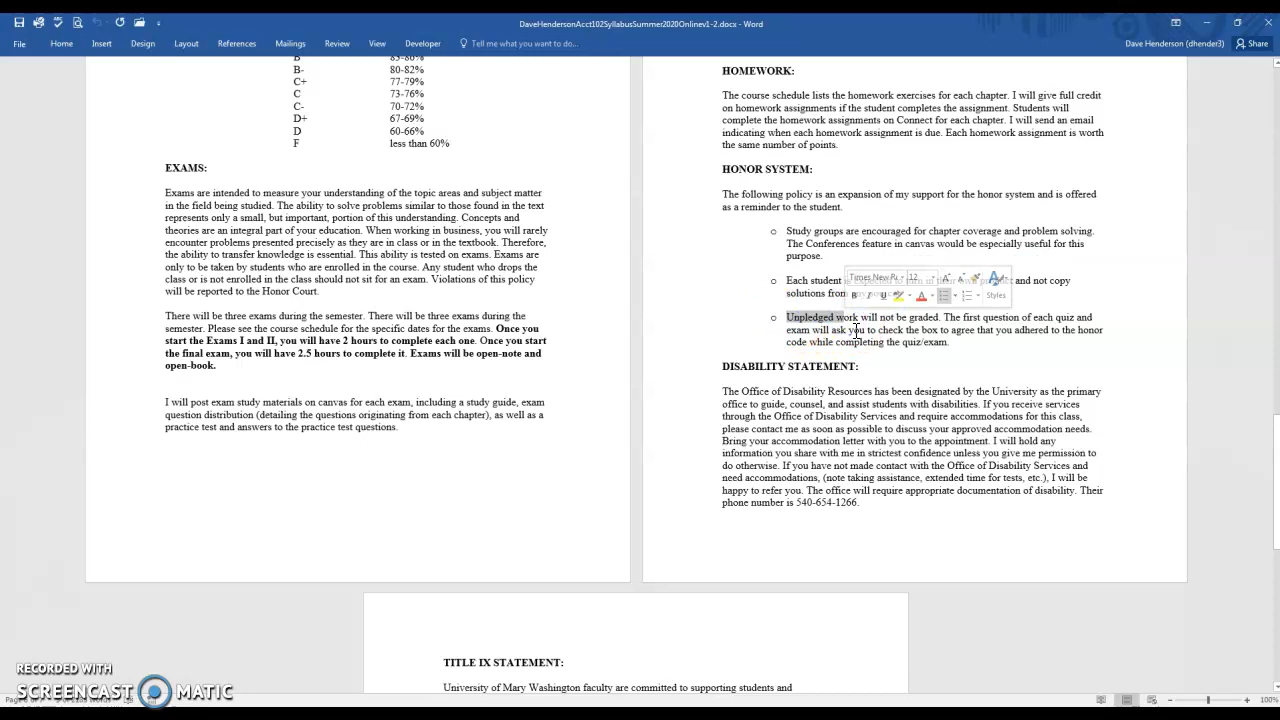 DaveHendersonAcct102SyllabusSummer2020Onlinev1-2.docx - Word
File Home Insert Design Layout References Mailings Review View Developer Tell me what you want to do... Dave Henderson (dhender3) Share
B 83-86%
B- 80-82%
C+ 77-79%
C 73-76%
C- 70-72%
D+ 67-69%
D 60-66%
F less than 60%
EXAMS:
Exams are intended to measure your understanding of the topic areas and subject matter
in the field being studied. The ability to solve problems similar to those found in the text
represents only a small, but important, portion of this understanding. Concepts and
theories are an integral part of your education. When working in business, you will rarely
encounter problems presented precisely as they are in class or in the textbook. Therefore,
the ability to transfer knowledge is essential. This ability is tested on exams. Exams are
only to be taken by students who are enrolled in the course. Any student who drops the
class or is not enrolled in the class should not sit for an exam. Violations of this policy
will be reported to the Honor Court.
There will be three exams during the semester. There will be three exams during the
semester. Please see the course schedule for the specific dates for the exams. Once you
start the Exams I and II, you will have 2 hours to complete each one. Once you start
the final exam, you will have 2.5 hours to complete it. Exams will be open-note and
open-book.
I will post exam study materials on canvas for each exam, including a study guide, exam
question distribution (detailing the questions originating from each chapter), as well as a
practice test and answers to the practice test questions.
HOMEWORK:
The course schedule lists the homework exercises for each chapter. I will give full credit
on homework assignments if the student completes the assignment. Students will
complete the homework assignments on Connect for each chapter. I will send an email
indicating when each homework assignment is due. Each homework assignment is worth
the same number of points.
HONOR SYSTEM:
The following policy is an expansion of my support for the honor system and is offered
as a reminder to the student.
o Study groups are encouraged for chapter coverage and problem solving.
The Conferences feature in canvas would be especially useful for this
purpose.
Times New R 12
o Each student is expected to turn in their own and not copy
solutions from
B I U A Styles
o Unpledged work will not be graded. The first question of each quiz and
exam will ask you to check the box to agree that you adhered to the honor
code while completing the quiz/exam.
DISABILITY STATEMENT:
The Office of Disability Resources has been designated by the University as the primary
office to guide, counsel, and assist students with disabilities. If you receive services
through the Office of Disability Services and require accommodations for this class,
please contact me as soon as possible to discuss your approved accommodation needs.
Bring your accommodation letter with you to the appointment. I will hold any
information you share with me in strictest confidence unless you give me permission to
do otherwise. If you have not made contact with the Office of Disability Services and
need accommodations, (note taking assistance, extended time for tests, etc.), I will be
happy to refer you. The office will require appropriate documentation of disability. Their
phone number is 540-654-1266.
TITLE IX STATEMENT:
University of Mary Washington faculty are committed to supporting students and
RECORDED WITH
SCREENCAST MATIC
100%